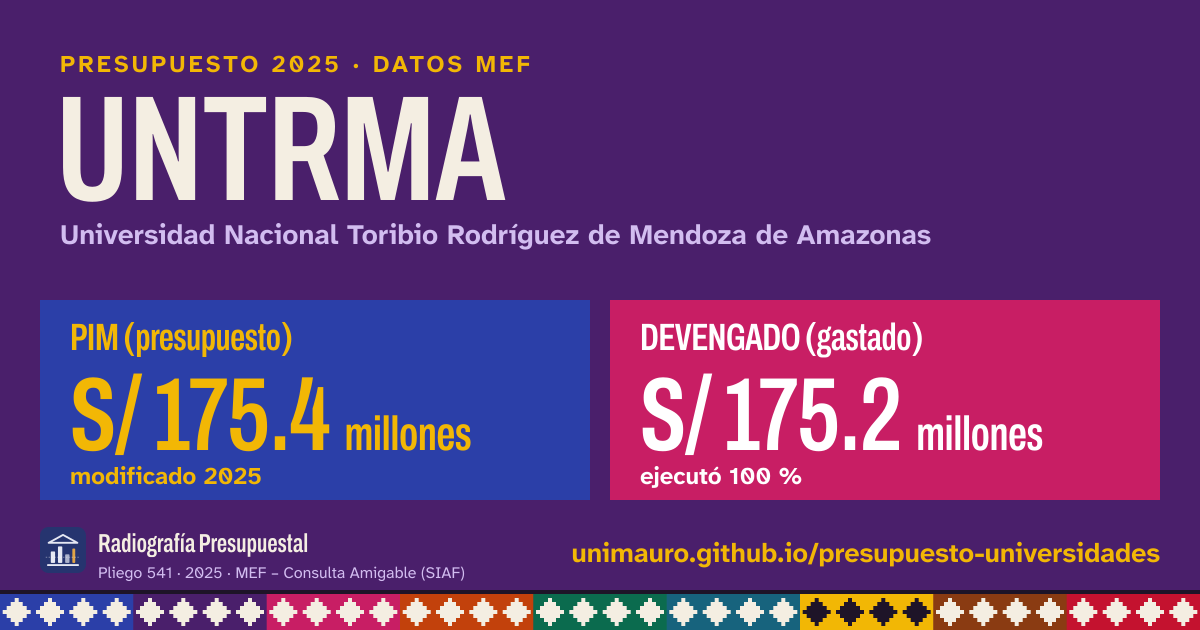 PRESUPUESTO 2025 · DATOS MEF
UNTRMA
Universidad Nacional Toribio Rodríguez de Mendoza de Amazonas
PIM (presupuesto)
S/ 175.4 millones
modificado 2025
DEVENGADO (gastado)
S/ 175.2 millones
ejecutó 100 %
Radiografía Presupuestal
Pliego 541 · 2025 · MEF – Consulta Amigable (SIAF)
unimauro.github.io/presupuesto-universidades